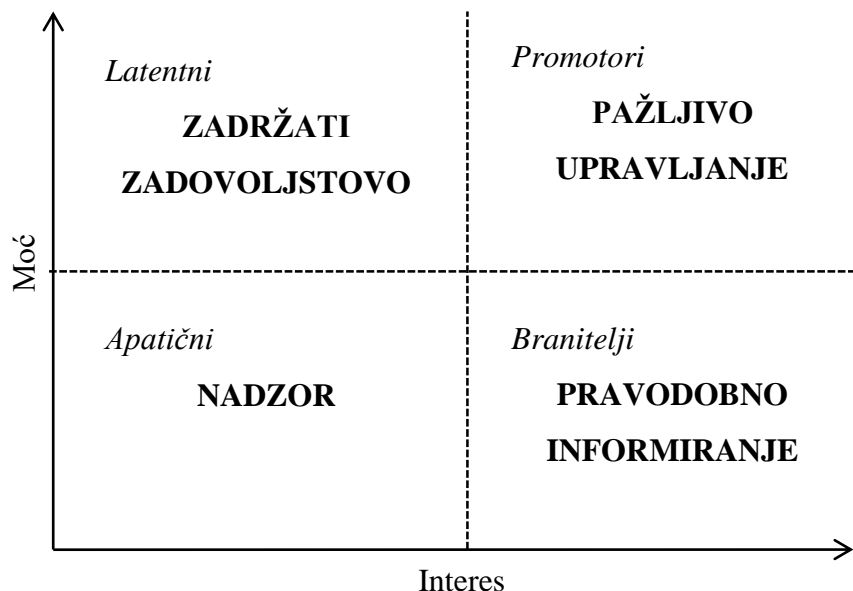 Latentni
ZADRŽATI
ZADOVOLJSTOVO
Promotori
PAŽLJIVO
UPRAVLJANJE
Moć
Apatični
NADZOR
Branitelji
PRAVODOBNO
INFORMIRANJE
Interes